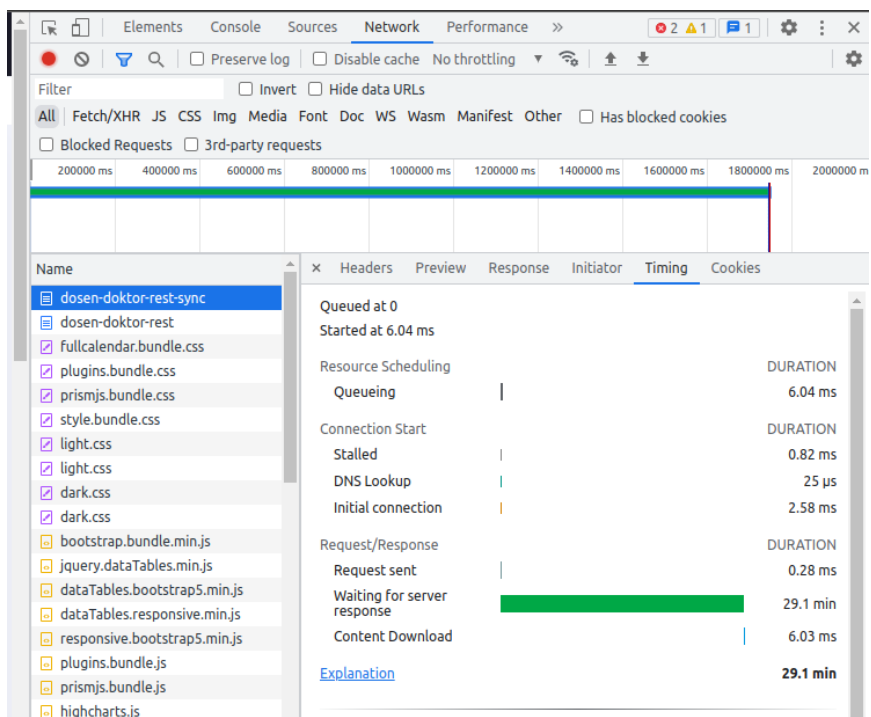 Elements Console Sources Network Performance » 2 1 1
Preserve log Disable cache No throttling
Filter Invert Hide data URLs
All Fetch/XHR JS CSS Img Media Font Doc WS Wasm Manifest Other Has blocked cookies
Blocked Requests 3rd-party requests
200000 ms 400000 ms 600000 ms 800000 ms 1000000 ms 1200000 ms 1400000 ms 1600000 ms 1800000 ms 2000000 m
Name
dosen-doktor-rest-sync
dosen-doktor-rest
fullcalendar.bundle.css
plugins.bundle.css
prismjs.bundle.css
style.bundle.css
light.css
light.css
dark.css
dark.css
bootstrap.bundle.min.js
jquery.dataTables.min.js
dataTables.bootstrap5.min.js
dataTables.responsive.min.js
responsive.bootstrap5.min.js
plugins.bundle.js
prismjs.bundle.js
highcharts.js
× Headers Preview Response Initiator Timing Cookies
Queued at 0
Started at 6.04 ms
Resource Scheduling DURATION
Queueing 6.04 ms
Connection Start DURATION
Stalled 0.82 ms
DNS Lookup 25 μs
Initial connection 2.58 ms
Request/Response DURATION
Request sent 0.28 ms
Waiting for server
response 29.1 min
Content Download 6.03 ms
Explanation 29.1 min